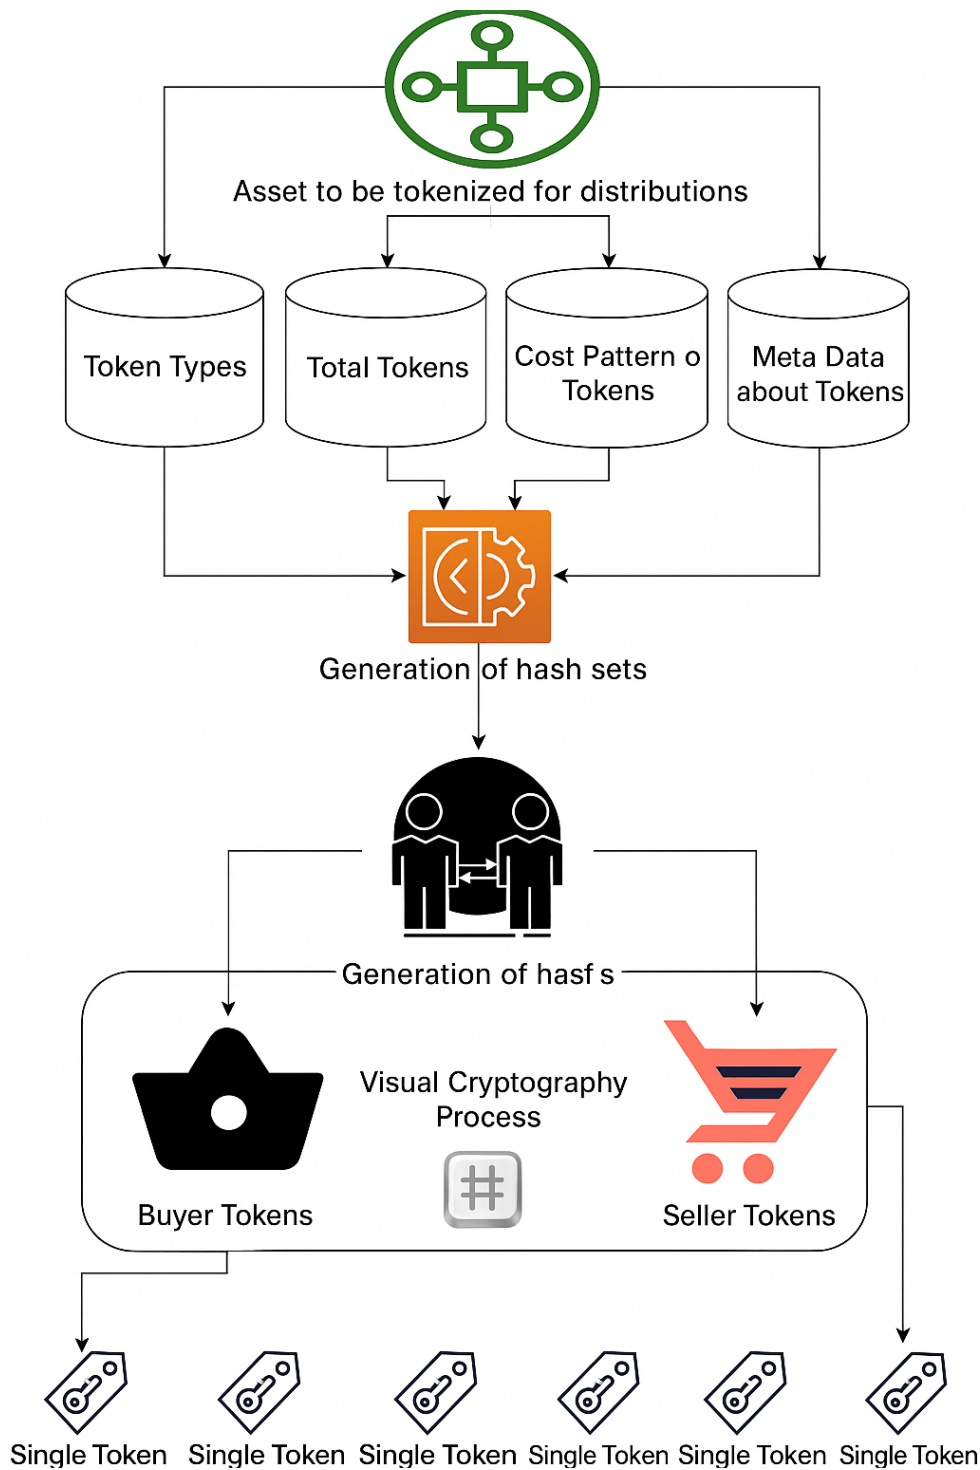 Asset to be tokenized for distributions
Token Types
Total Tokens
Cost Pattern o
Tokens
Meta Data
about Tokens
Generation of hash sets
Generation of hasf s
Visual Cryptography
Process
Buyer Tokens
Seller Tokens
Single Token
Single Token
Single Token
Single Token
Single Token
Single Token